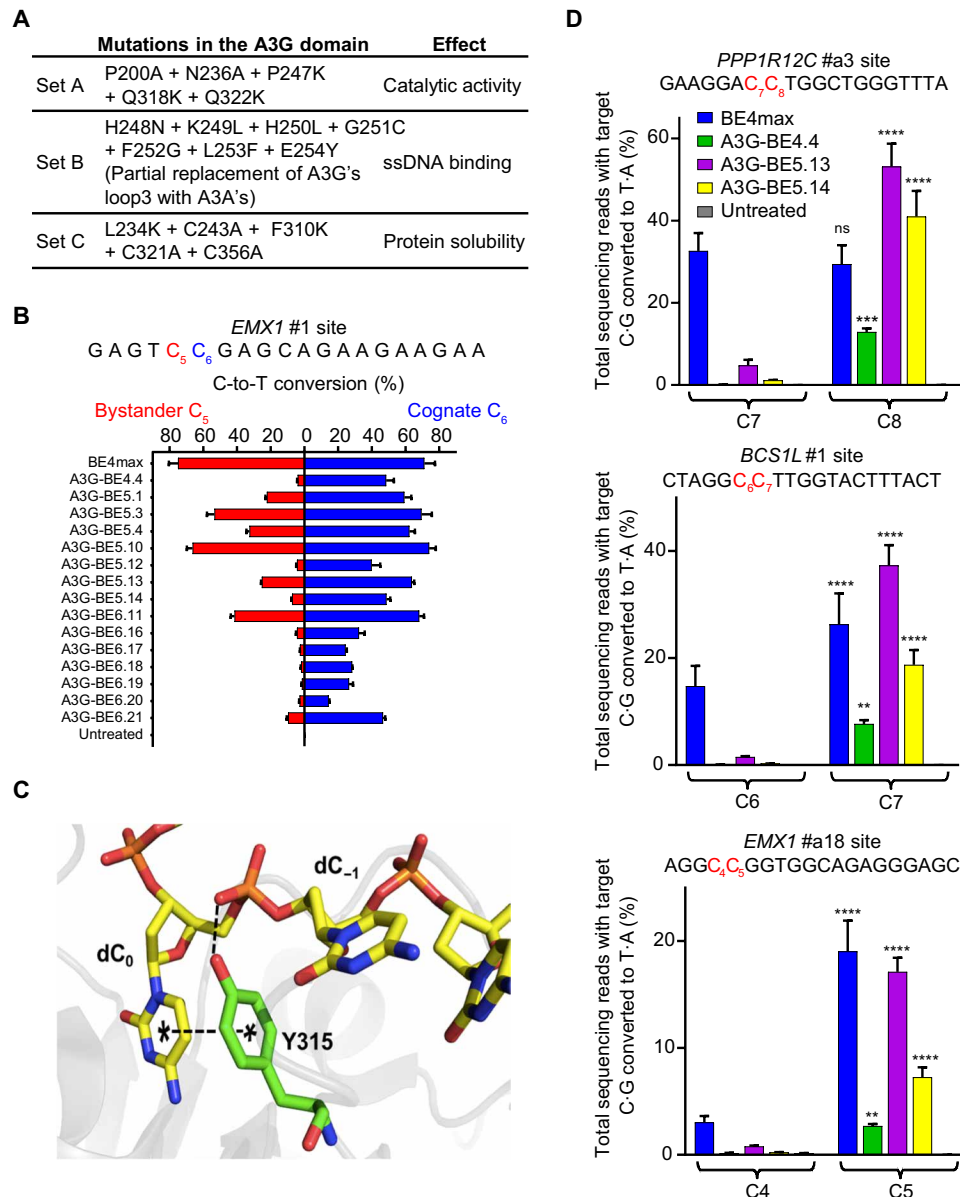 A
Mutations in the A3G domain Effect
Set A
P200A + N236A + P247K
+ Q318K + Q322K
Catalytic activity
Set B
H248N + K249L + H250L + G251C
+ F252G + L253F + E254Y
(Partial replacement of A3G's
loop3 with A3A's)
ssDNA binding
Set C
L234K + C243A + F310K
+ C321A + C356A
Protein solubility
B
EMX1 #1 site
G A G T C5 C6 G A G C A G A A G A A G A A
C-to-T conversion (%)
Bystander C5 Cognate C6
80 60 40 20 0 20 40 60 80
BE4max
A3G-BE4.4
A3G-BE5.1
A3G-BE5.3
A3G-BE5.4
A3G-BE5.10
A3G-BE5.12
A3G-BE5.13
A3G-BE5.14
A3G-BE6.11
A3G-BE6.16
A3G-BE6.17
A3G-BE6.18
A3G-BE6.19
A3G-BE6.20
A3G-BE6.21
Untreated
C
dC0
dC−1
Y315
D
PPP1R12C #a3 site
GAAGGAC7C8TGGCTGGGTTTA
Total sequencing reads with target
C·G converted to T·A (%)
60
40
20
0
BE4max
A3G-BE4.4
A3G-BE5.13
A3G-BE5.14
Untreated
ns
***
****
****
C7 C8
BCS1L #1 site
CTAGGC6C7TTGGTACTTTACT
Total sequencing reads with target
C·G converted to T·A (%)
40
20
0
****
**
****
****
C6 C7
EMX1 #a18 site
AGGC4C5GGTGGCAGAGGGAGC
Total sequencing reads with target
C·G converted to T·A (%)
20
10
0
****
**
****
****
C4 C5